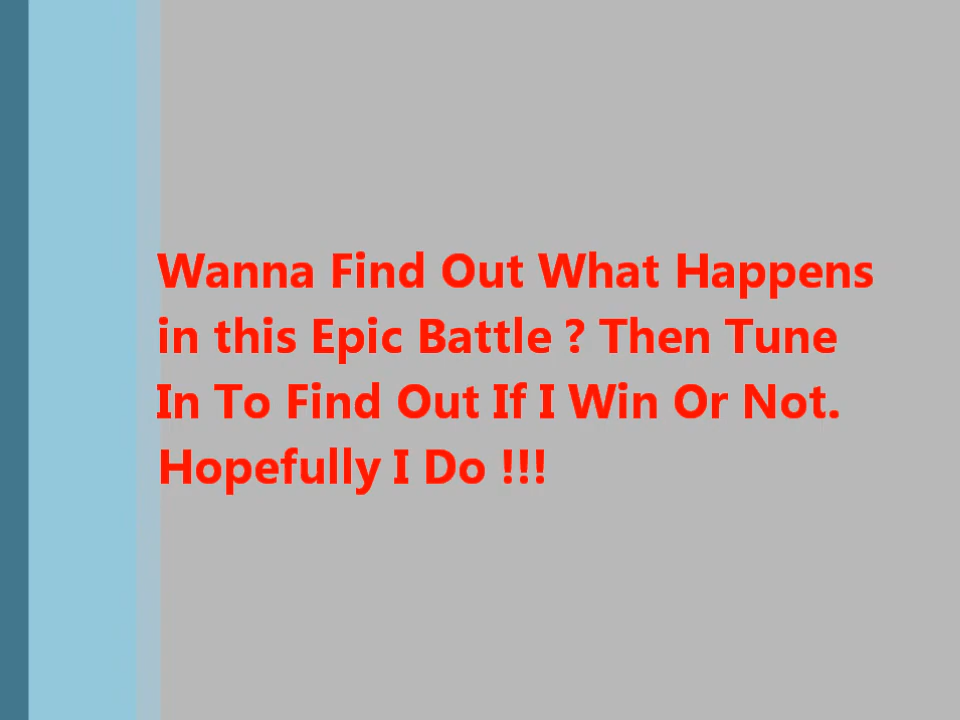 Wanna Find Out What Happens
in this Epic Battle ? Then Tune
In To Find Out If I Win Or Not.
Hopefully I Do !!!